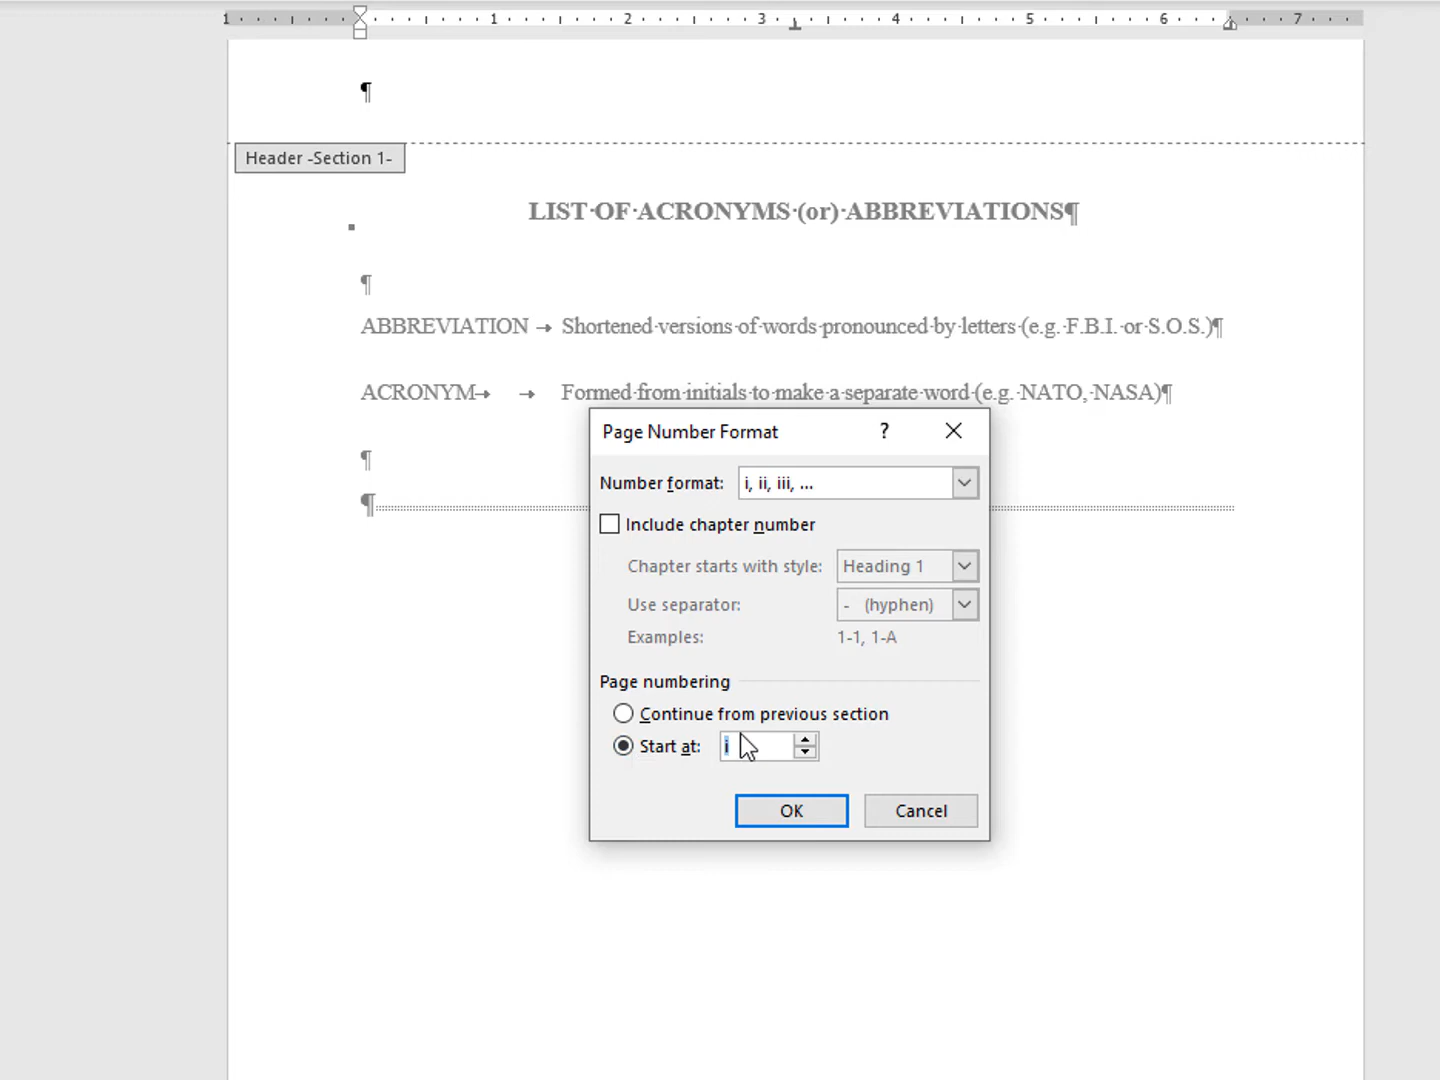 1 1 2 3 4 5 6 7
¶
Header -Section 1-
LIST·OF·ACRONYMS·(or)·ABBREVIATIONS¶
¶
ABBREVIATION → Shortened·versions·of·words·pronounced·by·letters·(e.g.·F.B.I.·or·S.O.S.)¶
ACRONYM→ → Formed·from·initials·to·make·a·separate·word·(e.g.·NATO,·NASA)¶
¶
¶
Page Number Format ?
Number format: i, ii, iii, ...
Include chapter number
Chapter starts with style: Heading 1
Use separator: - (hyphen)
Examples: 1-1, 1-A
Page numbering
Continue from previous section
Start at: i
OK Cancel